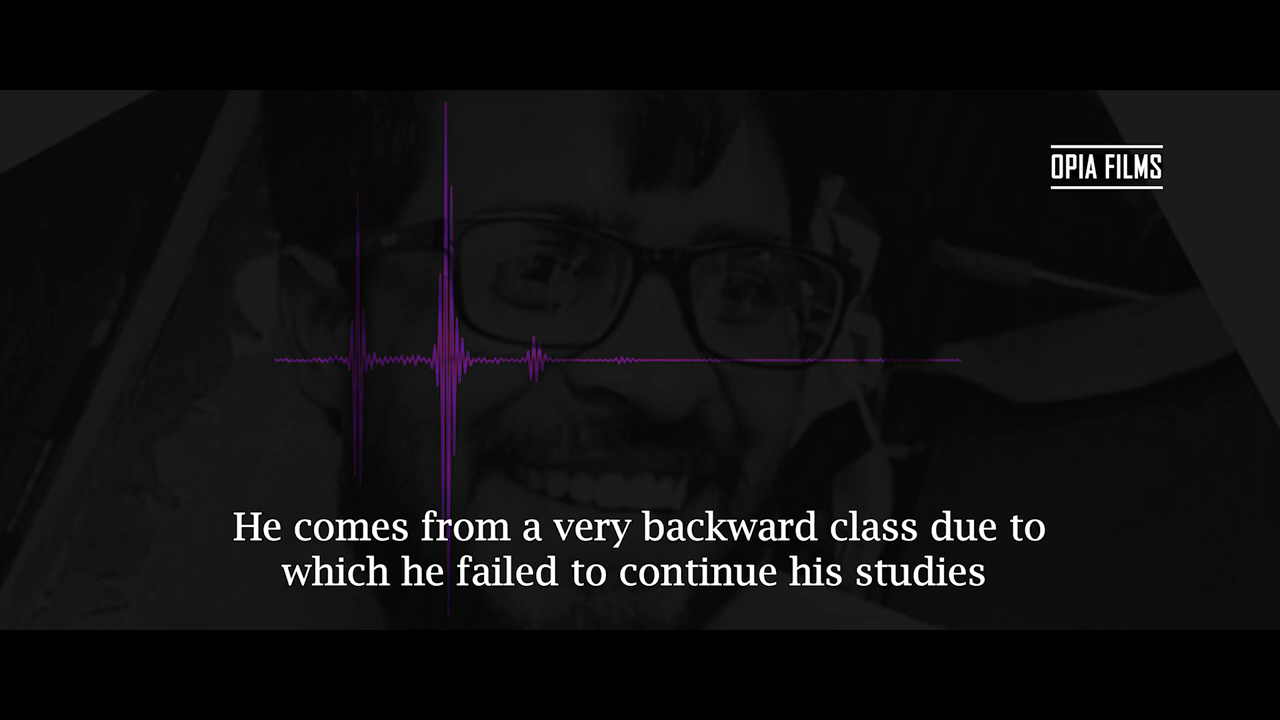 OPIA FILMS
He comes from a very backward class due to
which he failed to continue his studies